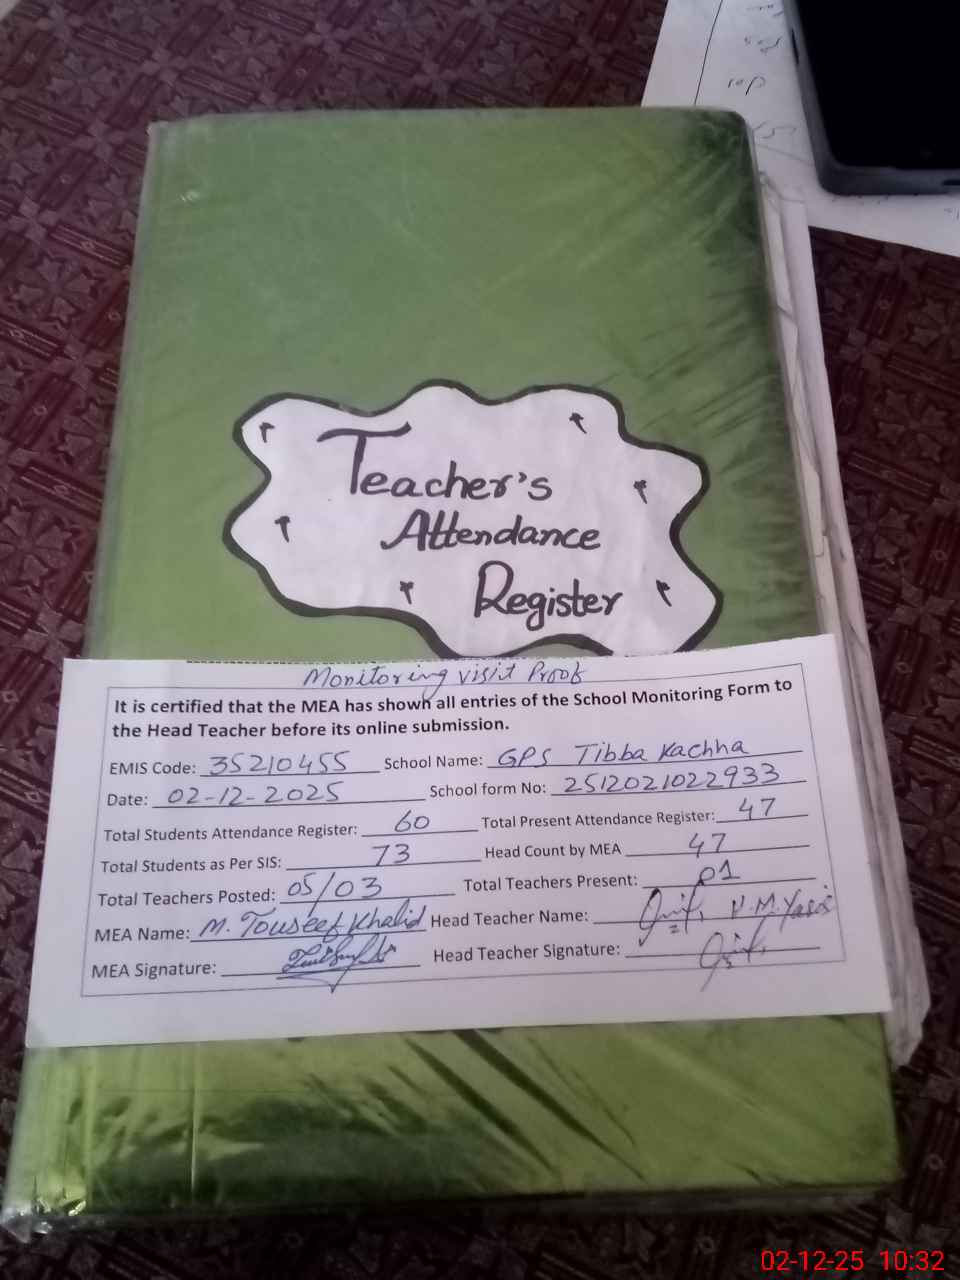 Teacher's
Attendance
Register
Monitoring visit Proof
It is certified that the MEA has shown all entries of the School Monitoring Form to
the Head Teacher before its online submission.
EMIS Code: 35210455 School Name: GPS Tibba Kachha
Date: 02-12-2025 School form No: 2512021022933
Total Students Attendance Register: 60 Total Present Attendance Register: 47
Total Students as Per SIS: 73 Head Count by MEA 47
Total Teachers Posted: 05/03 Total Teachers Present: 01
MEA Name: M. Touseef Khalid Head Teacher Name:
MEA Signature: Head Teacher Signature:
02-12-25 10:32